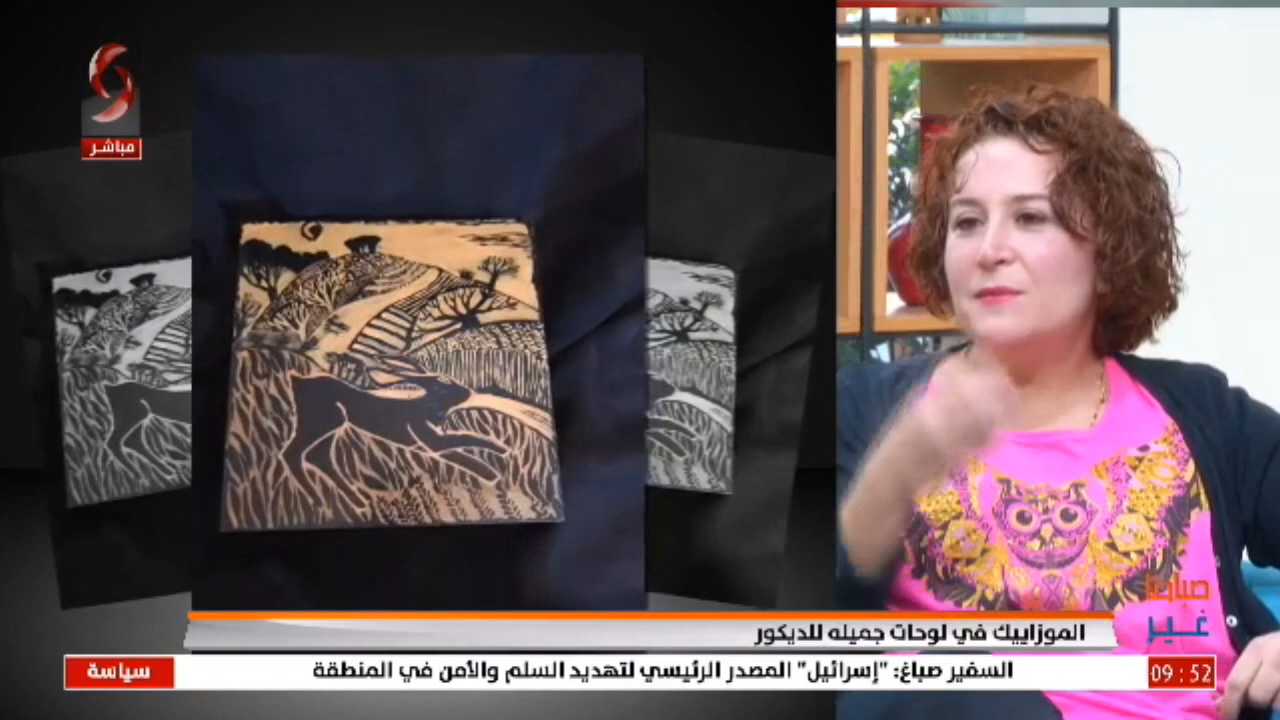 مباشر
صباحنا
غير
الموزاييك في لوحات جميله للديكور
السفير صباغ: "إسرائيل" المصدر الرئيسي لتهديد السلم والأمن في المنطقة
سياسة
09:52